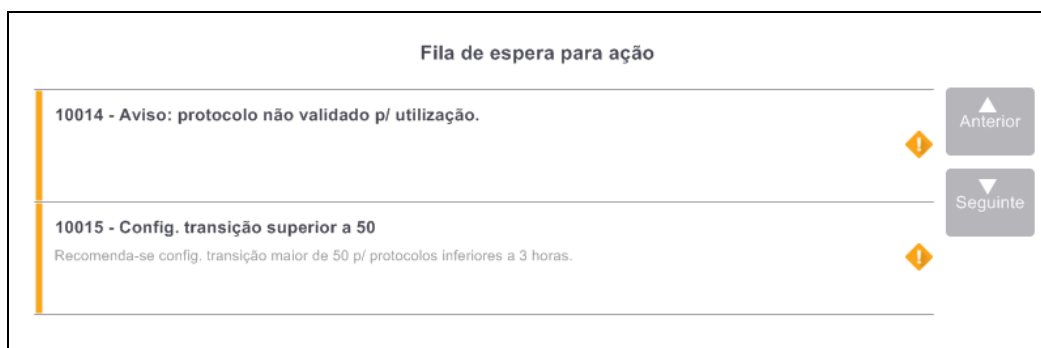 Fila de espera para ação
10014 - Aviso: protocolo não validado p/ utilização.
Anterior
Seguinte
10015 - Config. transição superior a 50
Recomenda-se config. transição maior de 50 p/ protocolos inferiores a 3 horas.